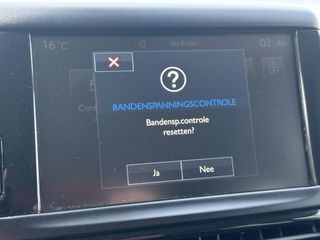 16°C
Sky Radio
02:46
BANDENSPANNINGSCONTROLE
Bandensp.controle
resetten?
Ja
Nee